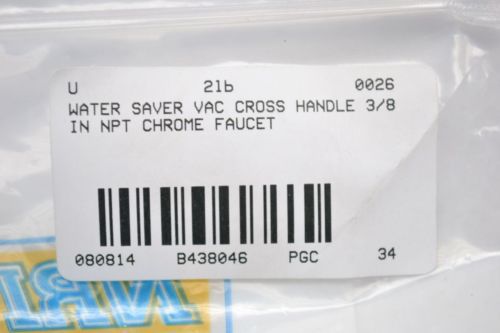 U 21b 0026
WATER SAVER VAC CROSS HANDLE 3/8
IN NPT CHROME FAUCET
080814 B438046 PGC 34